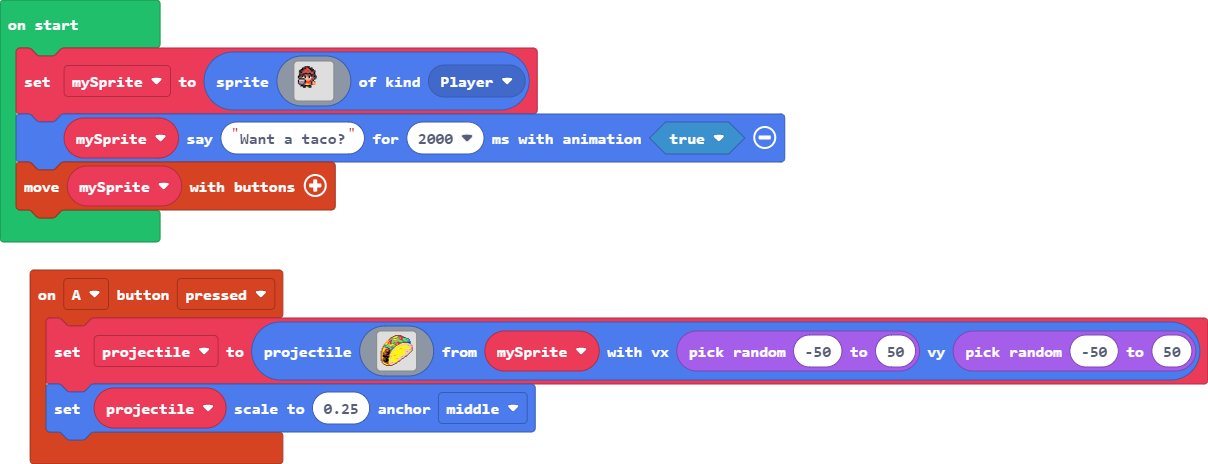 on start
set mySprite to sprite of kind Player
mySprite say "Want a taco?" for 2000 ms with animation true
move mySprite with buttons
on A button pressed
set projectile to projectile from mySprite with vx pick random -50 to 50 vy pick random -50 to 50
set projectile scale to 0.25 anchor middle